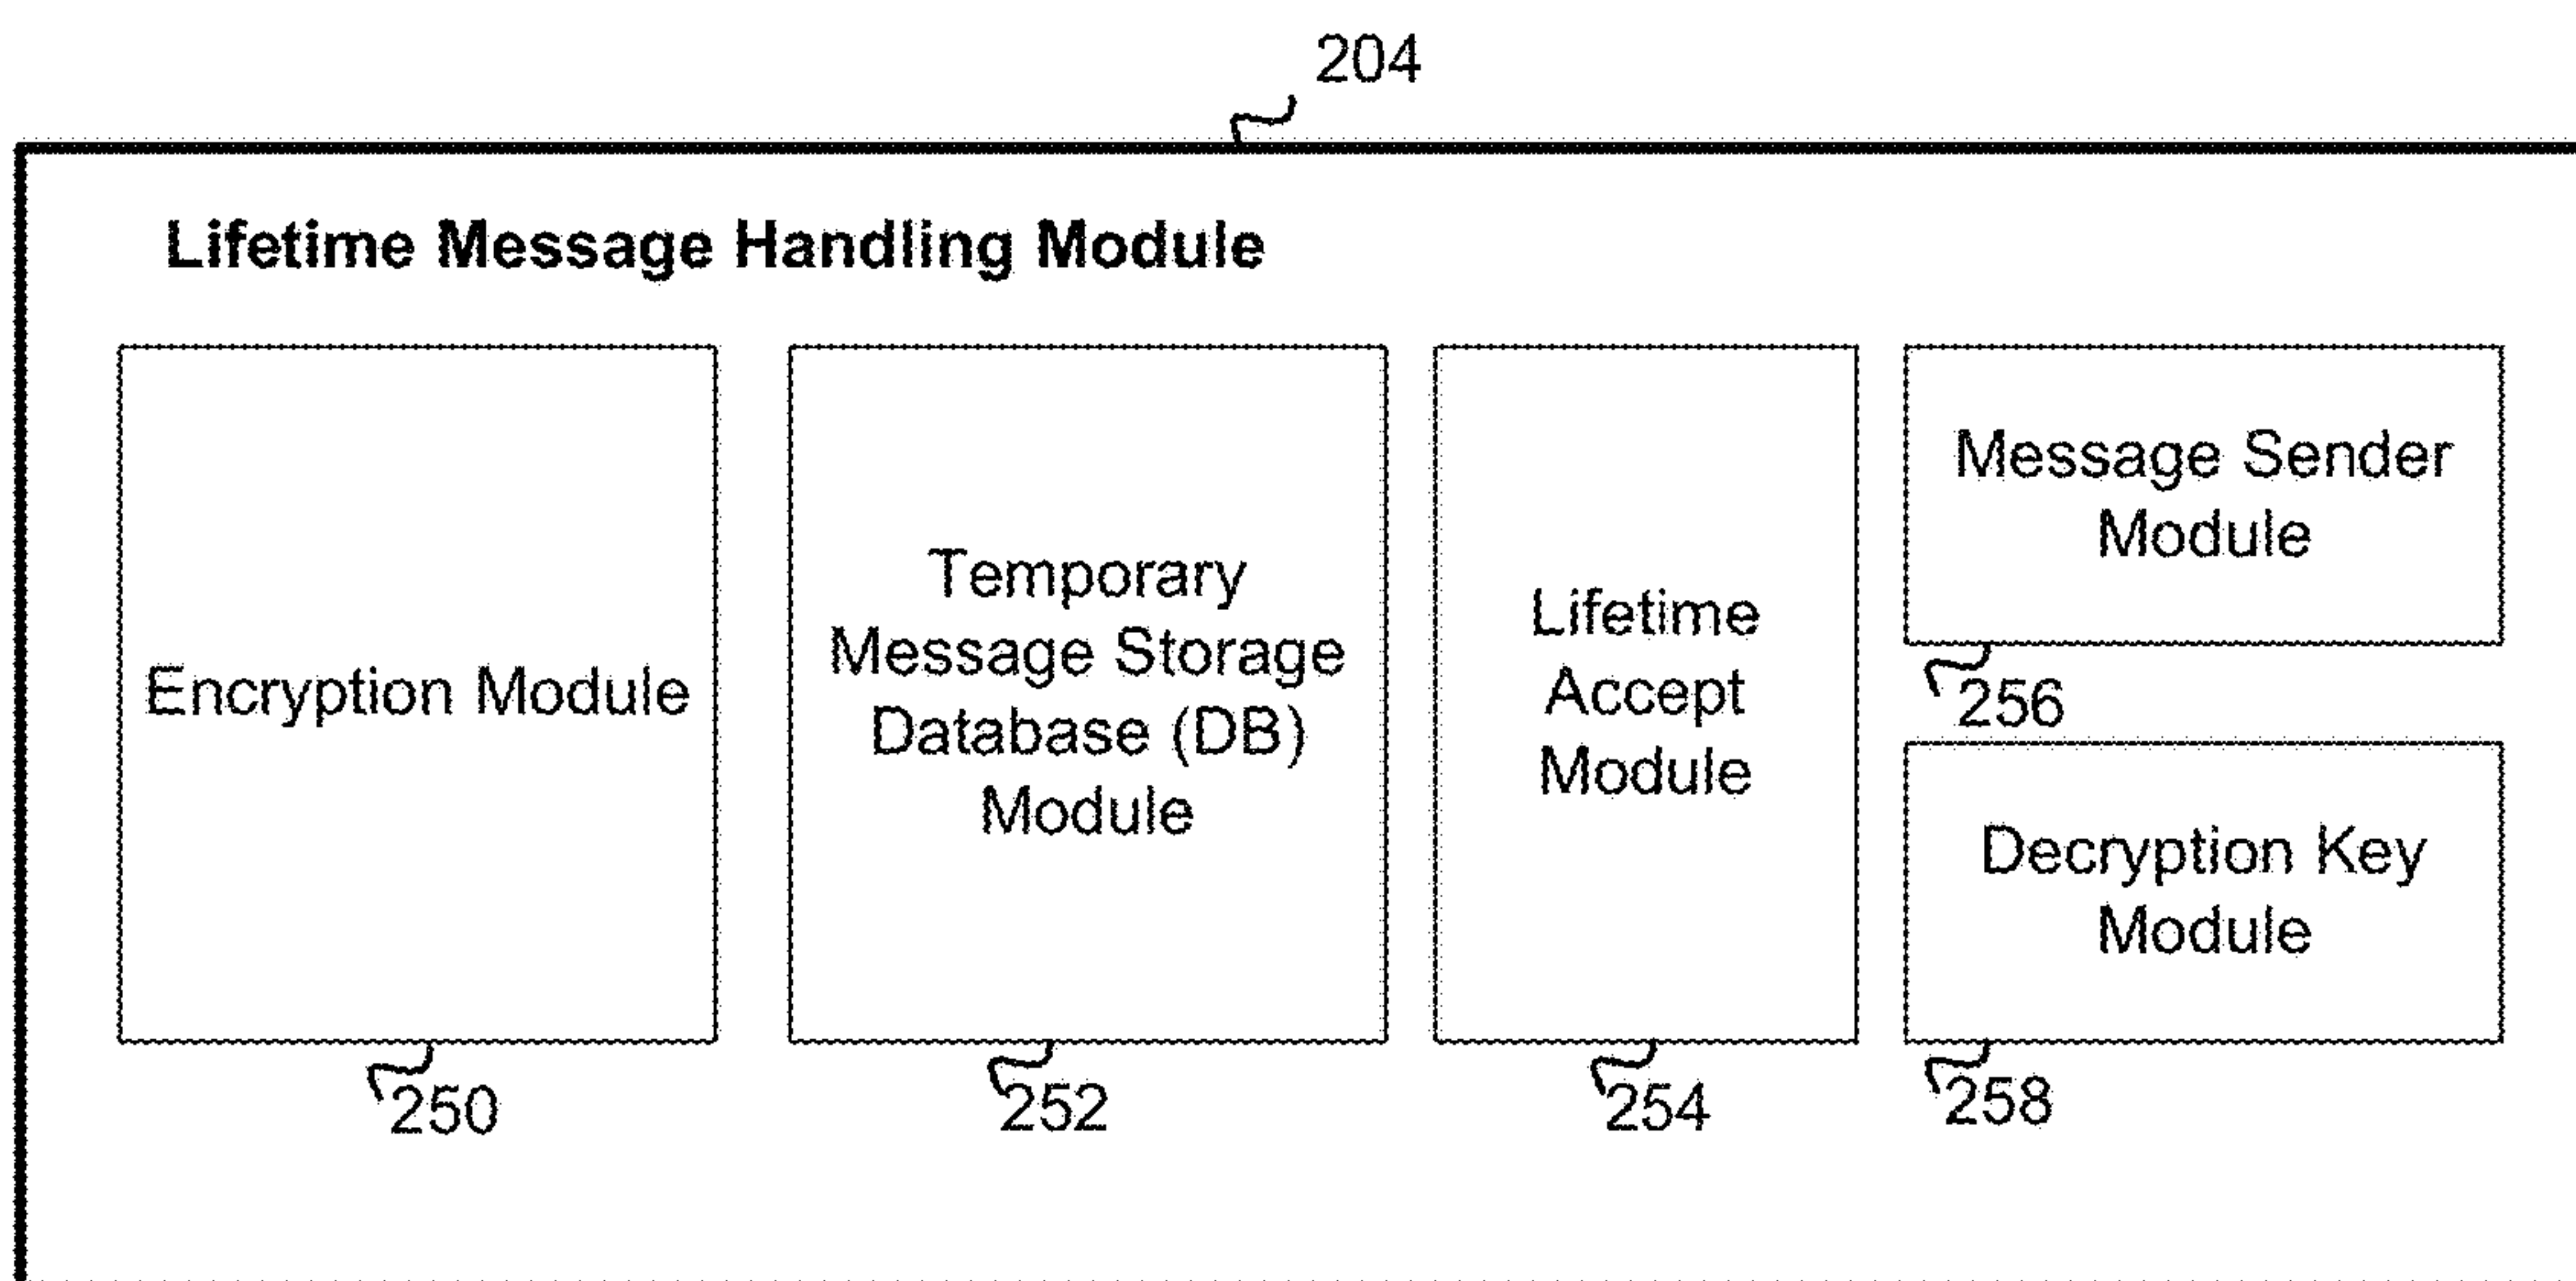 204
Lifetime Message Handling Module
Encryption Module
250
Temporary
Message Storage
Database (DB)
Module
252
Lifetime
Accept
Module
254
Message Sender
Module
256
Decryption Key
Module
258